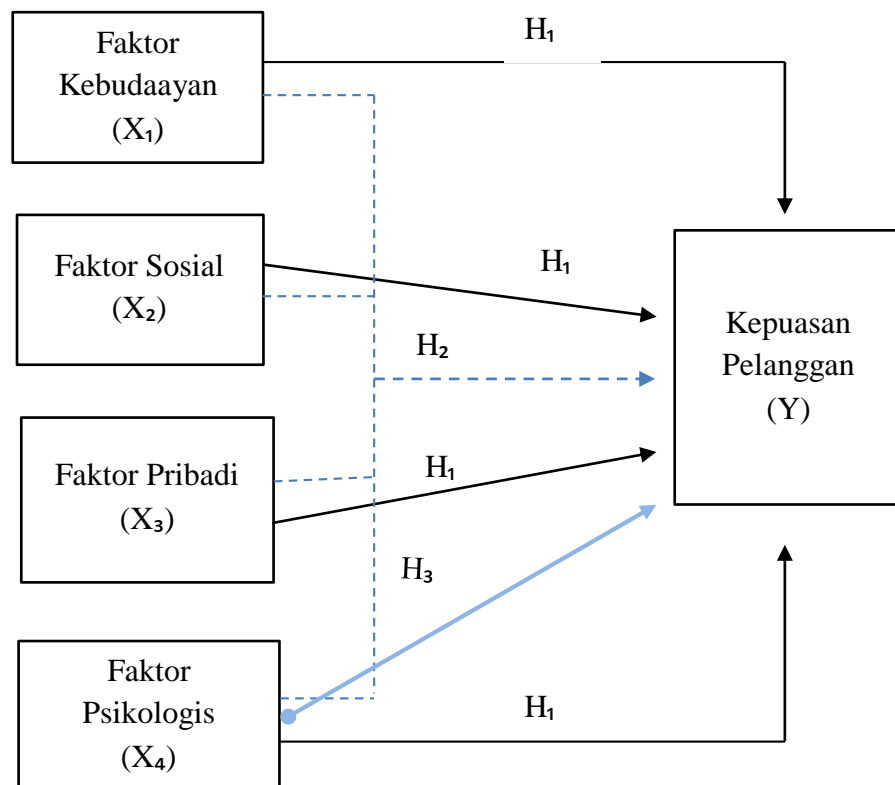 Faktor
Kebudaayan
(X₁)
H₁
Faktor Sosial
(X₂)
H₁
Kepuasan
Pelanggan
(Y)
H₂
Faktor Pribadi
(X₃)
H₁
H₃
Faktor
Psikologis
(X₄)
H₁